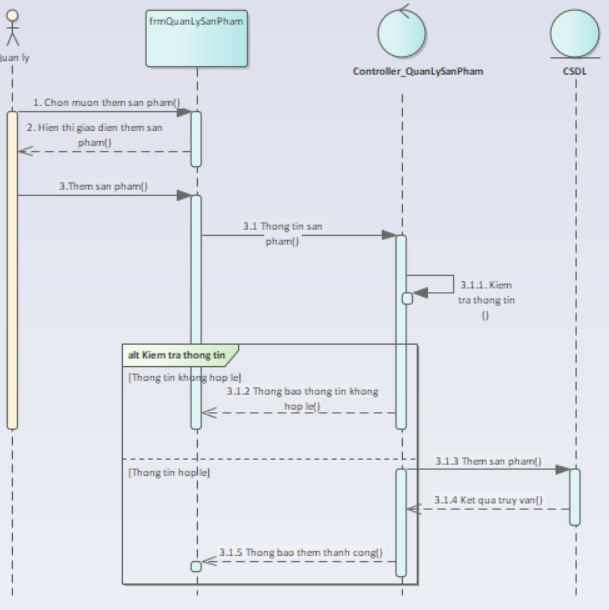 frmQuanLySanPham
uan ly
Controller_QuanLySanPham
CSDL
1. Chon muon them san pham()
2. Hien thi giao dien them san
pham()
3.Them san pham()
3.1 Thong tin san
pham()
3.1.1. Kiem
tra thong tin
()
alt Kiem tra thong tin
[Thong tin khong hop le]
3.1.2 Thong bao thong tin khong
hop le()
3.1.3 Them san pham()
[Thong tin hop le]
3.1.4 Ket qua truy van()
3.1.5 Thong bao them thanh cong()